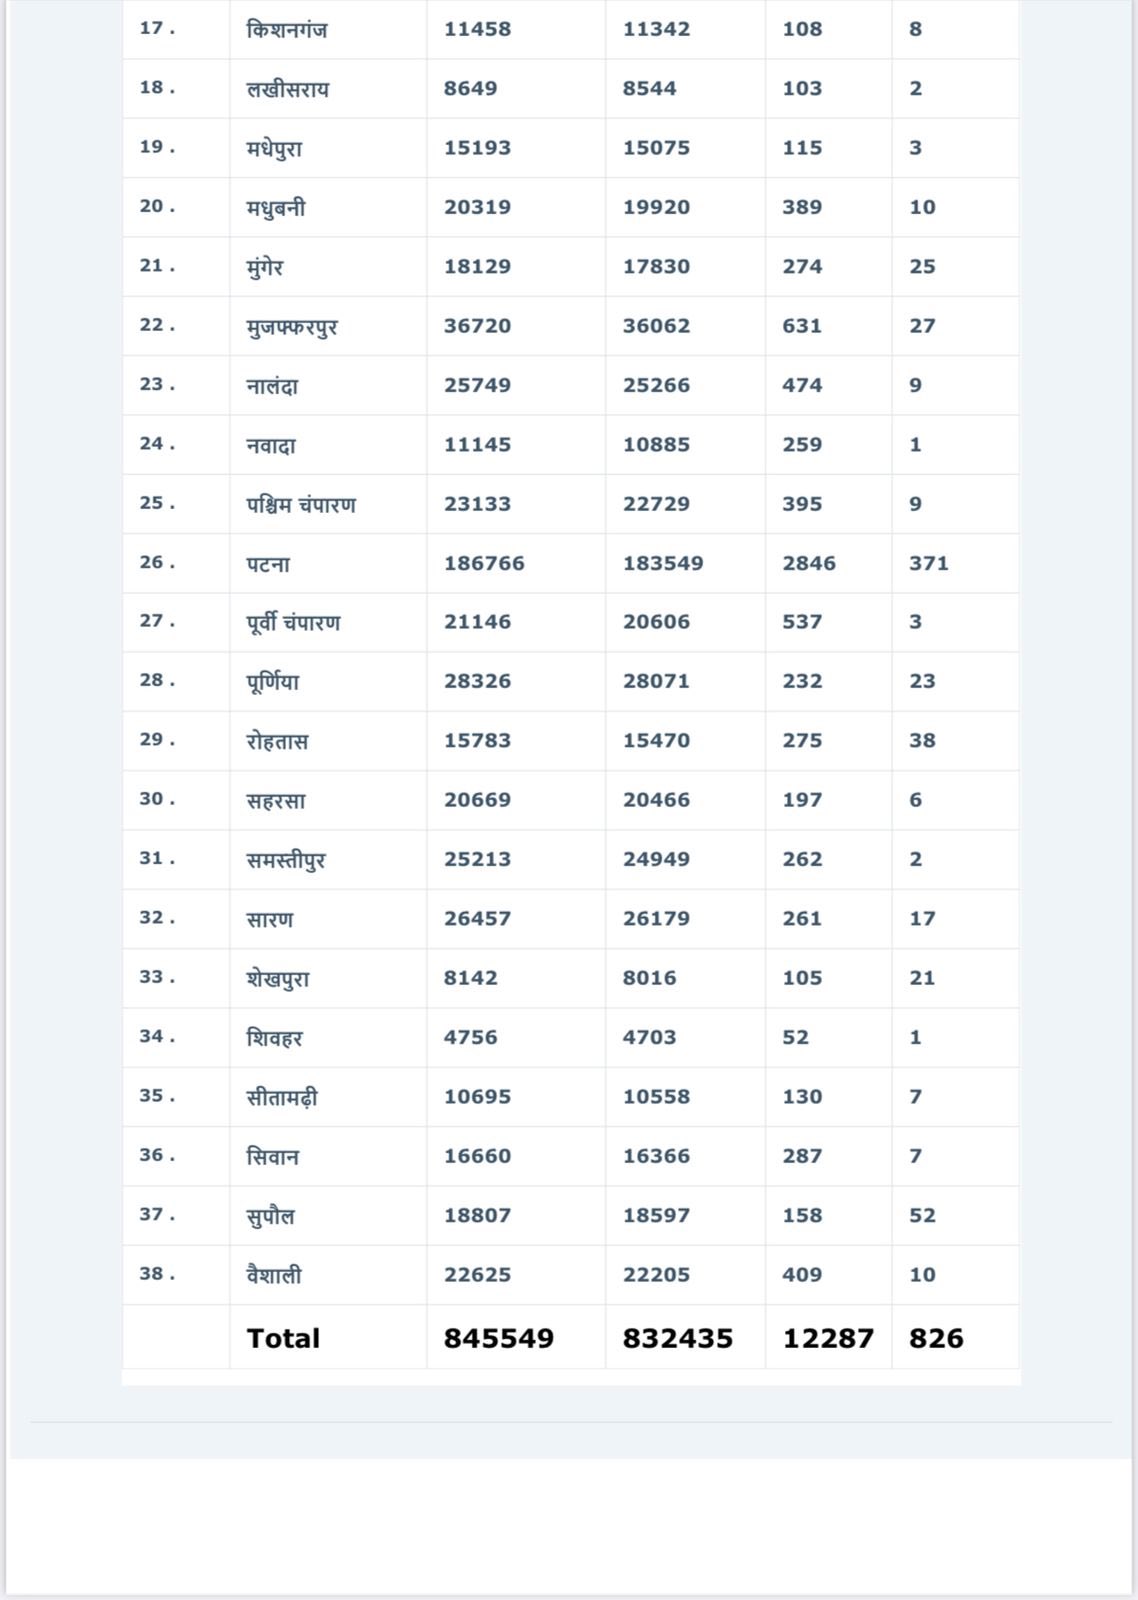 17 . किशनगंज 11458 11342 108 8
18 . लखीसराय 8649 8544 103 2
19 . मधेपुरा 15193 15075 115 3
20 . मधुबनी 20319 19920 389 10
21 . मुंगेर 18129 17830 274 25
22 . मुजफ्फरपुर 36720 36062 631 27
23 . नालंदा 25749 25266 474 9
24 . नवादा 11145 10885 259 1
25 . पश्चिम चंपारण 23133 22729 395 9
26 . पटना 186766 183549 2846 371
27 . पूर्वी चंपारण 21146 20606 537 3
28 . पूर्णिया 28326 28071 232 23
29 . रोहतास 15783 15470 275 38
30 . सहरसा 20669 20466 197 6
31 . समस्तीपुर 25213 24949 262 2
32 . सारण 26457 26179 261 17
33 . शेखपुरा 8142 8016 105 21
34 . शिवहर 4756 4703 52 1
35 . सीतामढ़ी 10695 10558 130 7
36 . सिवान 16660 16366 287 7
37 . सुपौल 18807 18597 158 52
38 . वैशाली 22625 22205 409 10
Total 845549 832435 12287 826